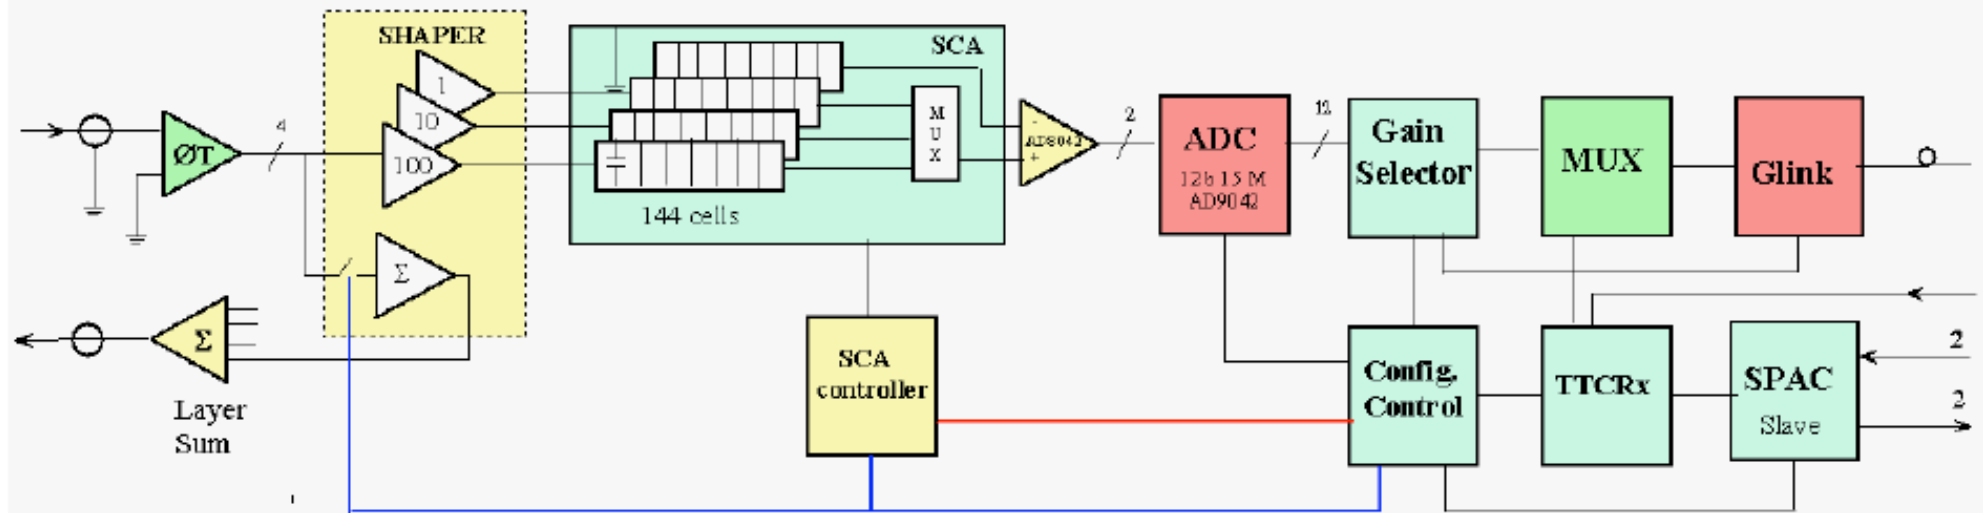 SHAPER
SCA
1
10
100
4
ØT
M
U
X
144 cells
-
AD8042
+
2
ADC
12b 15 M
AD9042
12
Gain
Selector
MUX
Glink
Σ
Σ
Layer
Sum
SCA
controller
Config.
Control
TTCRx
SPAC
Slave
2
2